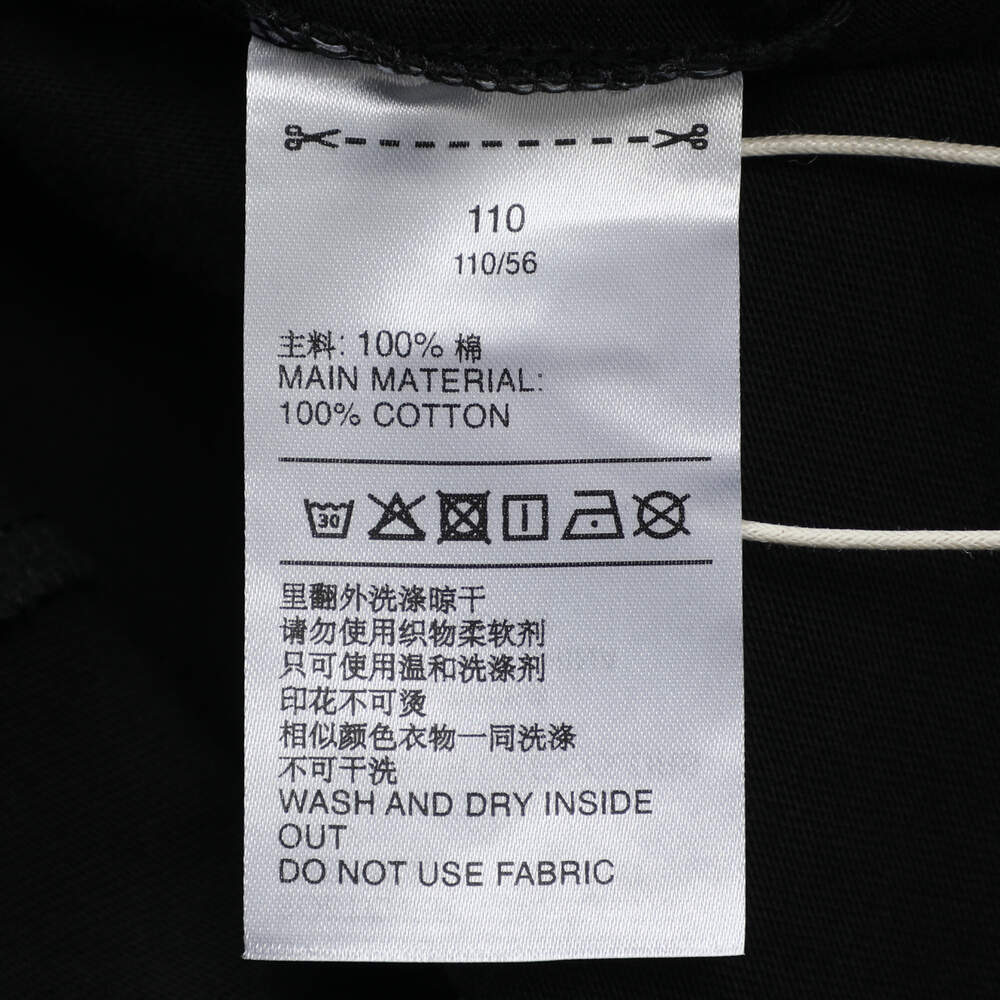 110
110/56
主料: 100% 棉
MAIN MATERIAL:
100% COTTON
30
里翻外洗涤晾干
请勿使用织物柔软剂
只可使用温和洗涤剂
印花不可烫
相似颜色衣物一同洗涤
不可干洗
WASH AND DRY INSIDE
OUT
DO NOT USE FABRIC